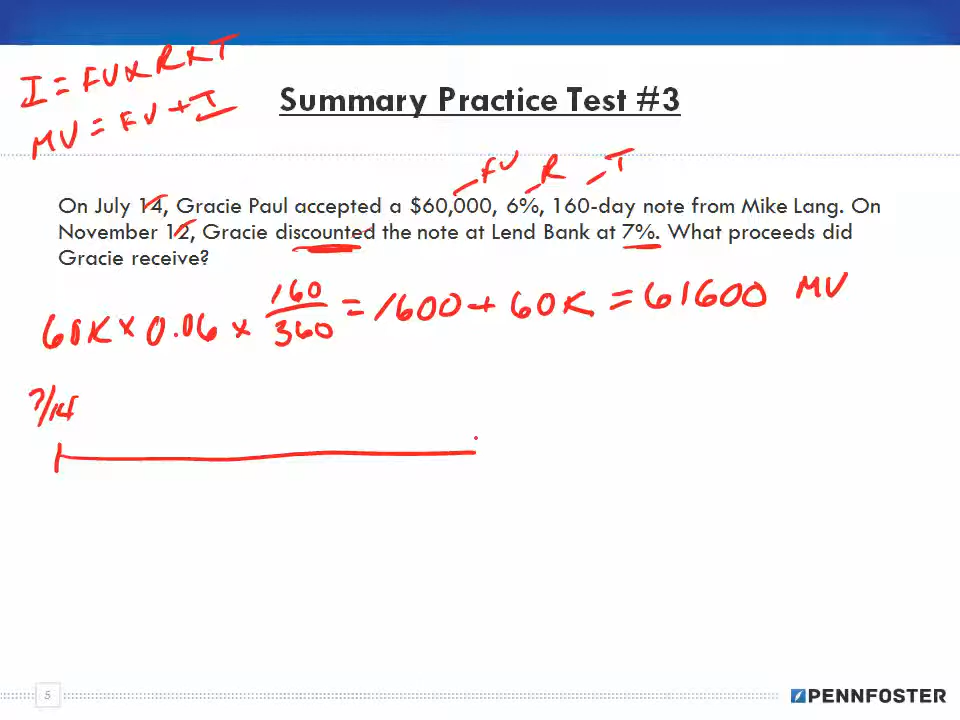 I = FV x R x T
MV = FV + I
Summary Practice Test #3
FV R T
On July 14, Gracie Paul accepted a $60,000, 6%, 160-day note from Mike Lang. On
November 12, Gracie discounted the note at Lend Bank at 7%. What proceeds did
Gracie receive?
60K x 0.06 x 160/360 = 1600 + 60K = 61600 MV
7/14
5
PENNFOSTER